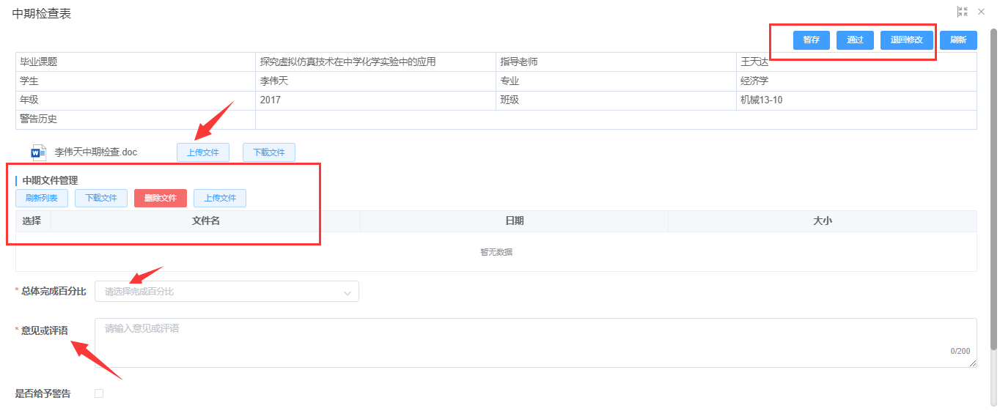 中期检查表
暂存 通过 退回修改 刷新
毕业课题 探究虚拟仿真技术在中学化学实验中的应用 指导老师 王天达
学生 李伟天 专业 经济学
年级 2017 班级 机械13-10
警告历史
李伟天中期检查.doc 上传文件 下载文件
中期文件管理
刷新列表 下载文件 删除文件 上传文件
选择 文件名 日期 大小
暂无数据
* 总体完成百分比 请选择完成百分比
* 意见或评语 请输入意见或评语
0/200
是否给予警告